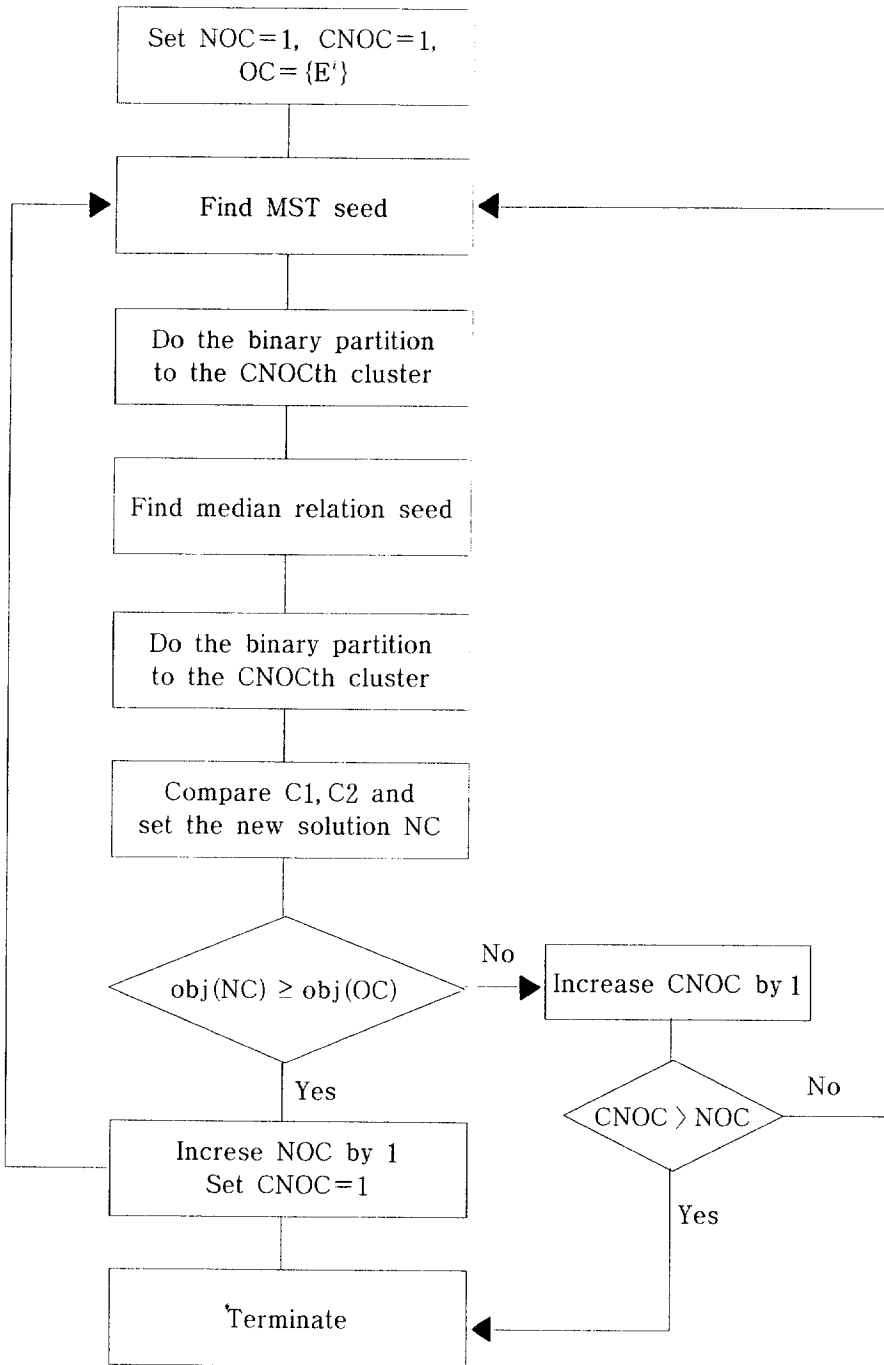 Set NOC=1, CNOC=1,
OC={Eⁱ}
Find MST seed
Do the binary partition
to the CNOCth cluster
Find median relation seed
Do the binary partition
to the CNOCth cluster
Compare C1, C2 and
set the new solution NC
obj(NC) ≥ obj(OC)
No
Increase CNOC by 1
Yes
CNOC > NOC
No
Increse NOC by 1
Set CNOC=1
Yes
Terminate